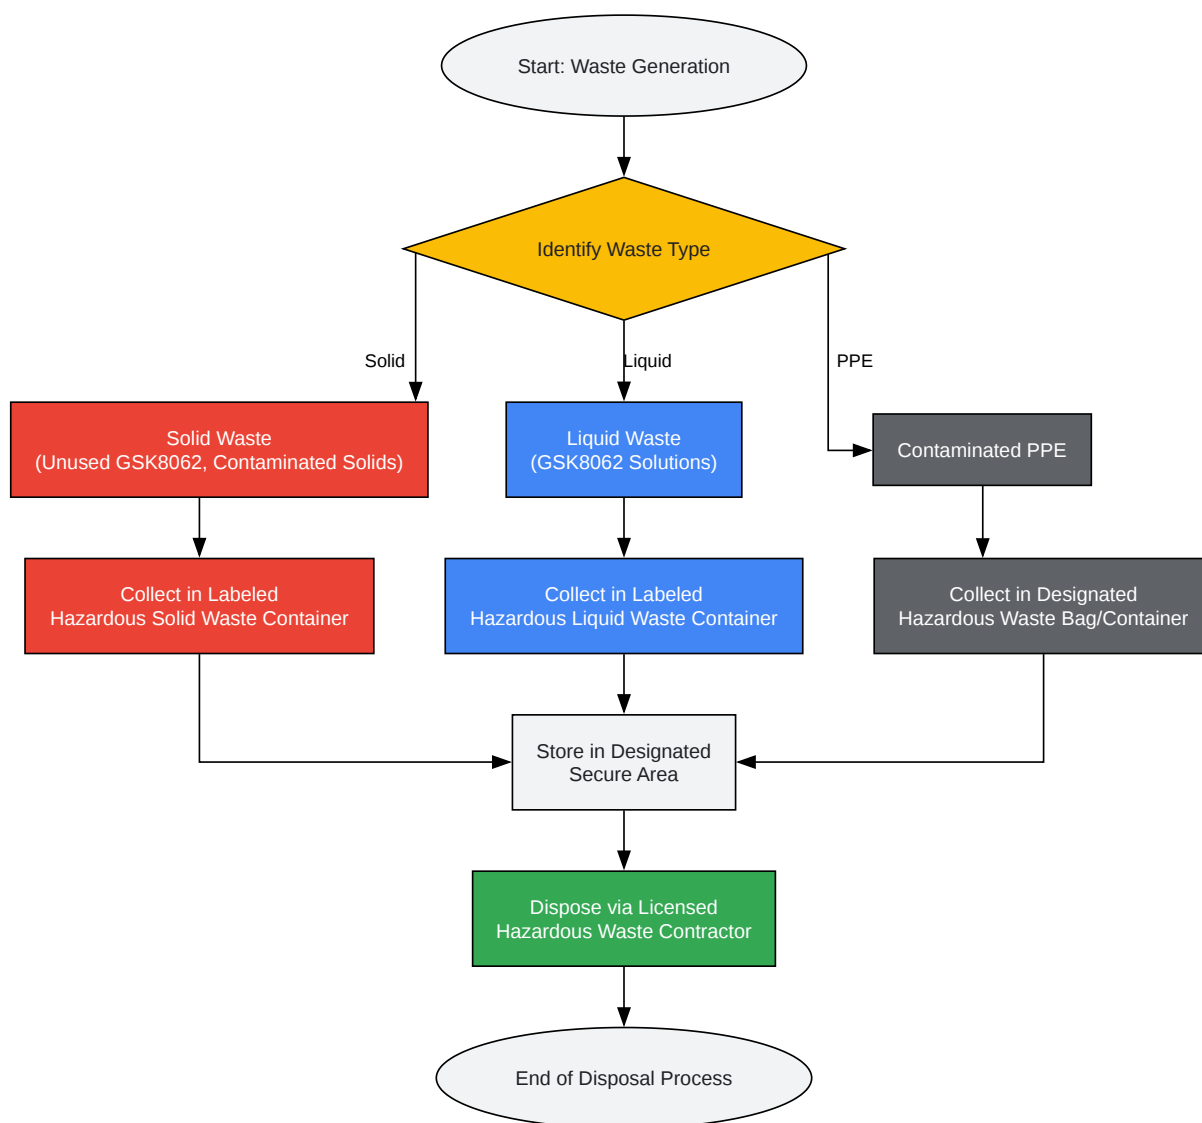 Start: Waste Generation
Identify Waste Type
Solid
Liquid
PPE
Solid Waste
(Unused GSK8062, Contaminated Solids)
Liquid Waste
(GSK8062 Solutions)
Contaminated PPE
Collect in Labeled
Hazardous Solid Waste Container
Collect in Labeled
Hazardous Liquid Waste Container
Collect in Designated
Hazardous Waste Bag/Container
Store in Designated
Secure Area
Dispose via Licensed
Hazardous Waste Contractor
End of Disposal Process